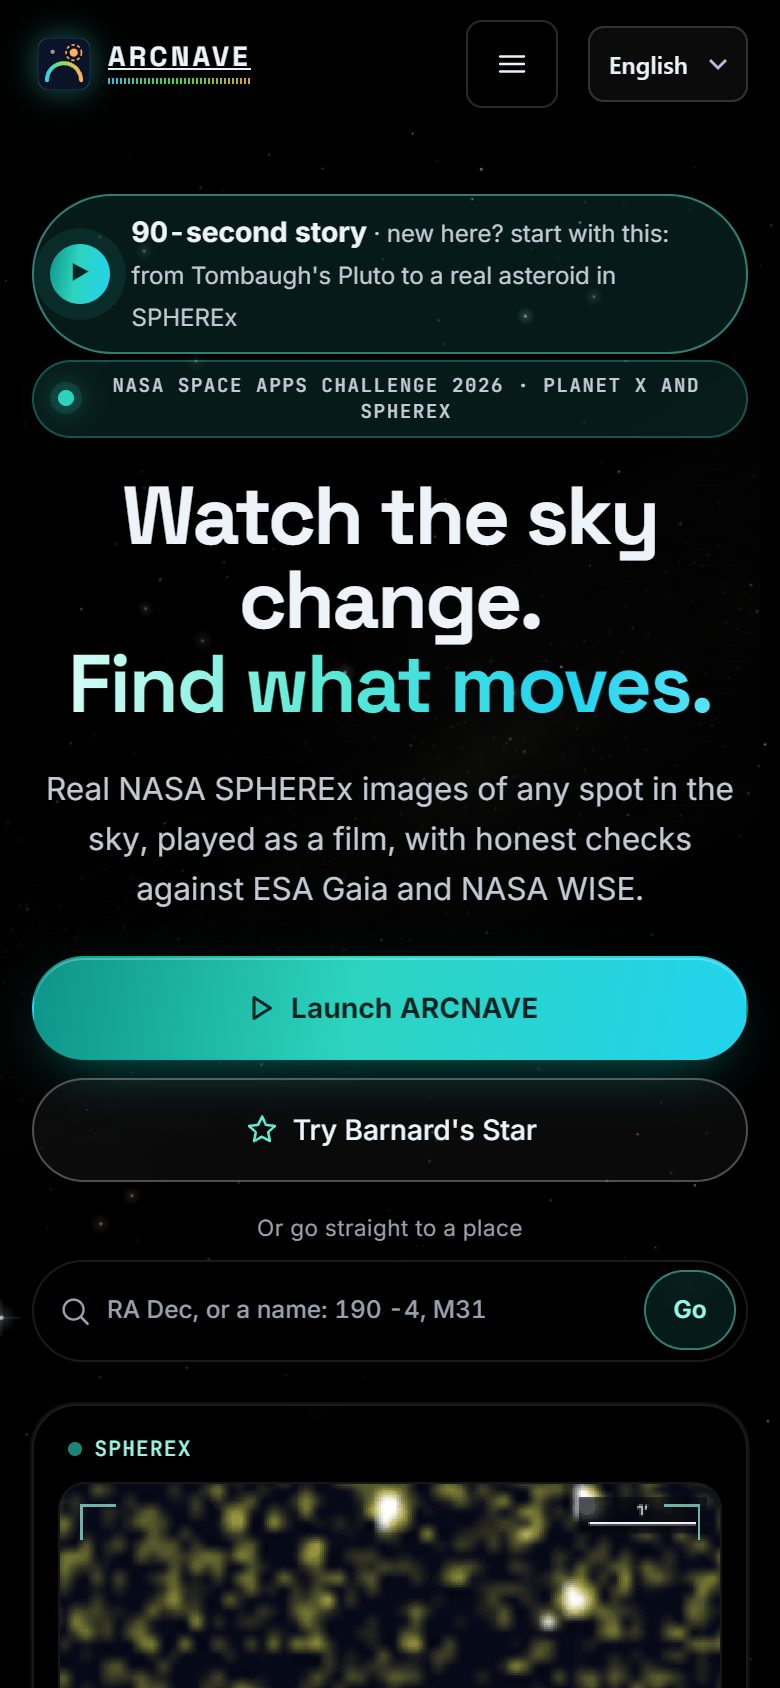 ARCNAVE
English
90-second story · new here? start with this:
from Tombaugh's Pluto to a real asteroid in
SPHEREx
NASA SPACE APPS CHALLENGE 2026 · PLANET X AND
SPHEREX
Watch the sky
change.
Find what moves.
Real NASA SPHEREx images of any spot in the
sky, played as a film, with honest checks
against ESA Gaia and NASA WISE.
Launch ARCNAVE
Try Barnard's Star
Or go straight to a place
RA Dec, or a name: 190 -4, M31
Go
SPHEREX